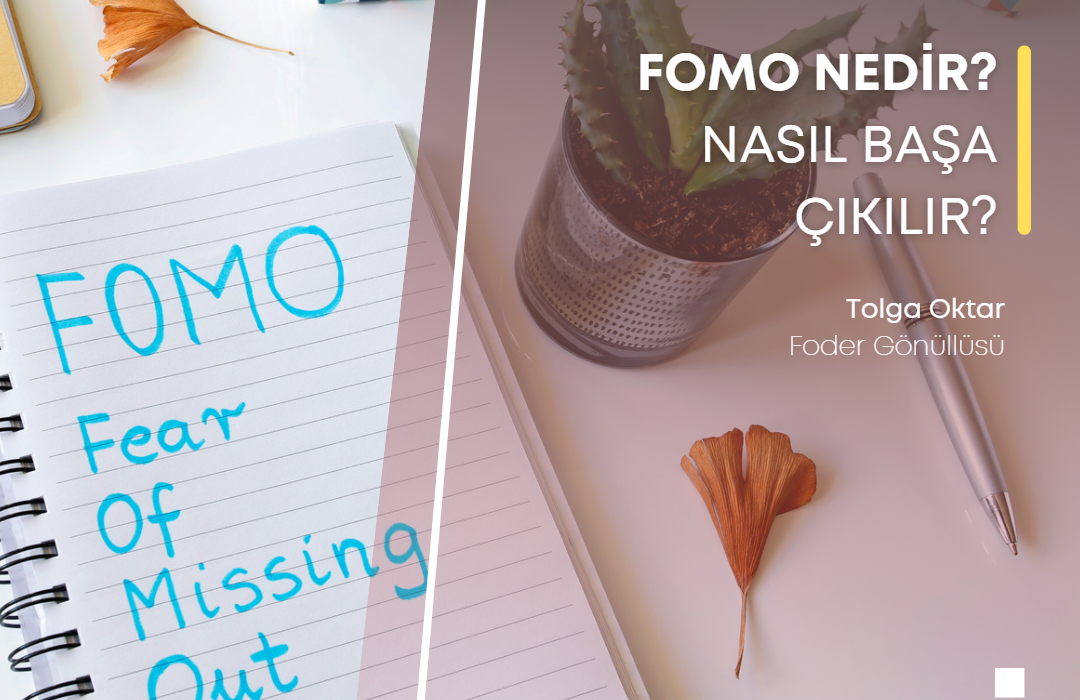 FOMO
Fear
Of
Missing
Out
FOMO NEDİR?
NASIL BAŞA
ÇIKILIR?
Tolga Oktar
Foder Gönüllüsü